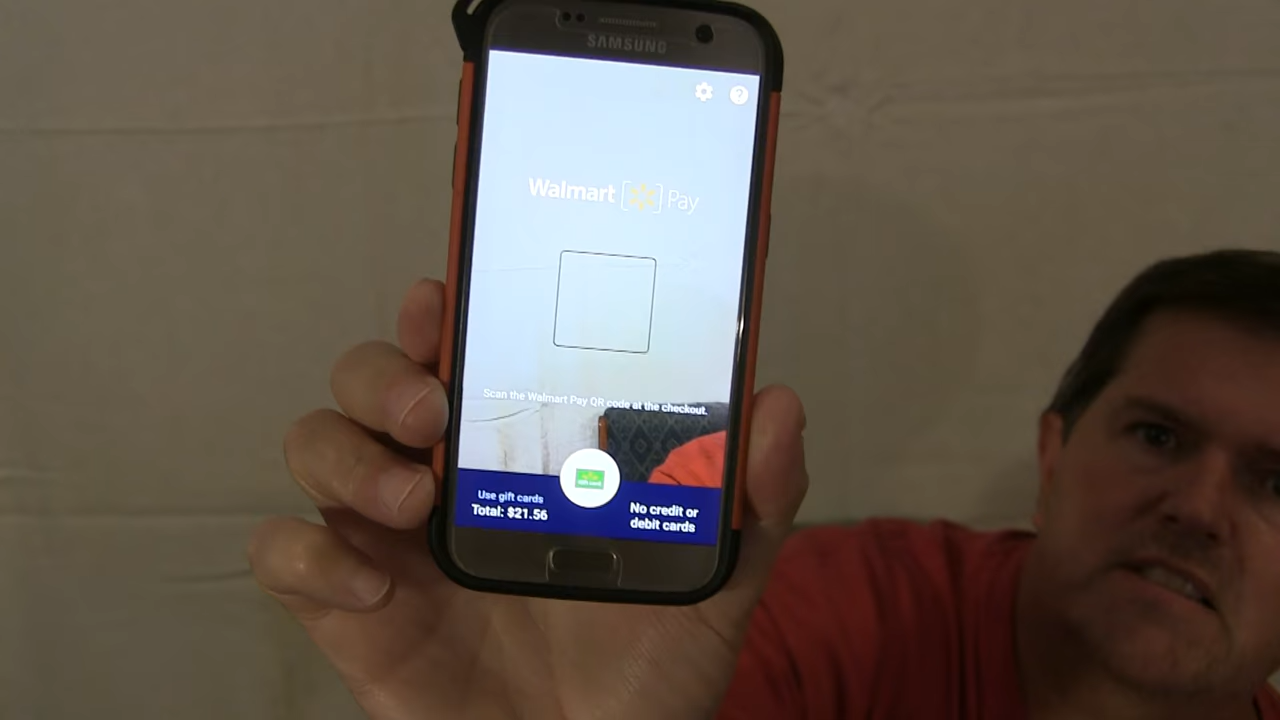 SAMSUNG
Walmart Pay
Scan the Walmart Pay QR code at the checkout.
Use gift cards
Total: $21.56
No credit or
debit cards